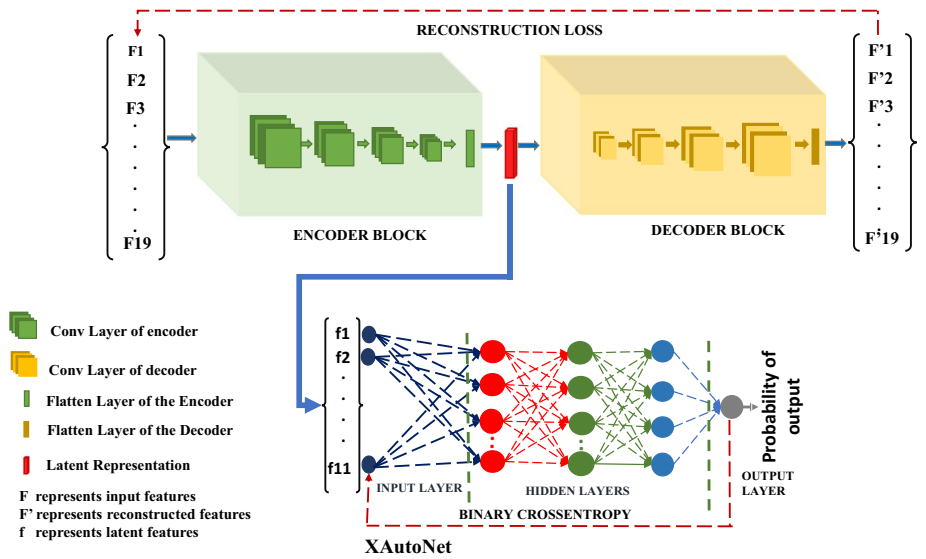 RECONSTRUCTION LOSS
F1
F2
F3
F19
F'1
F'2
F'3
F'19
ENCODER BLOCK
DECODER BLOCK
Conv Layer of encoder
Conv Layer of decoder
Flatten Layer of the Encoder
Flatten Layer of the Decoder
Latent Representation
F represents input features
F' represents reconstructed features
f represents latent features
f1
f2
f11
INPUT LAYER
HIDDEN LAYERS
OUTPUT
LAYER
Probability of
output
BINARY CROSSENTROPY
XAutoNet